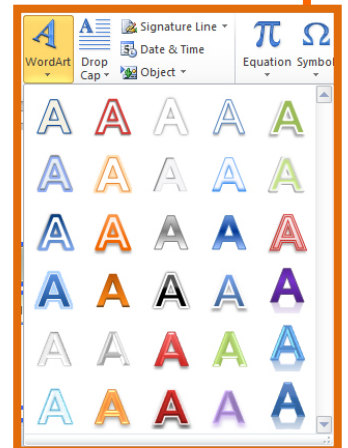 Signature Line
Date & Time
Object
WordArt
Drop
Cap
Equation
Symbol
A A A A A
A A A A A
A A A A A
A A A A A
A A A A A
A A A A A